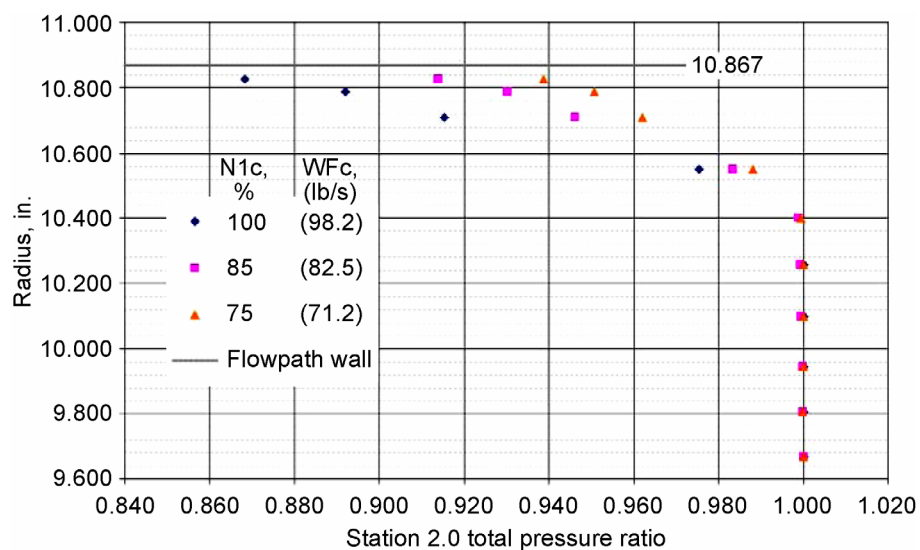 11.000
10.800
10.600
10.400
10.200
10.000
9.800
9.600
Radius, in.
10.867
N1c, WFc,
% (lb/s)
100 (98.2)
85 (82.5)
75 (71.2)
Flowpath wall
0.840 0.860 0.880 0.900 0.920 0.940 0.960 0.980 1.000 1.020
Station 2.0 total pressure ratio